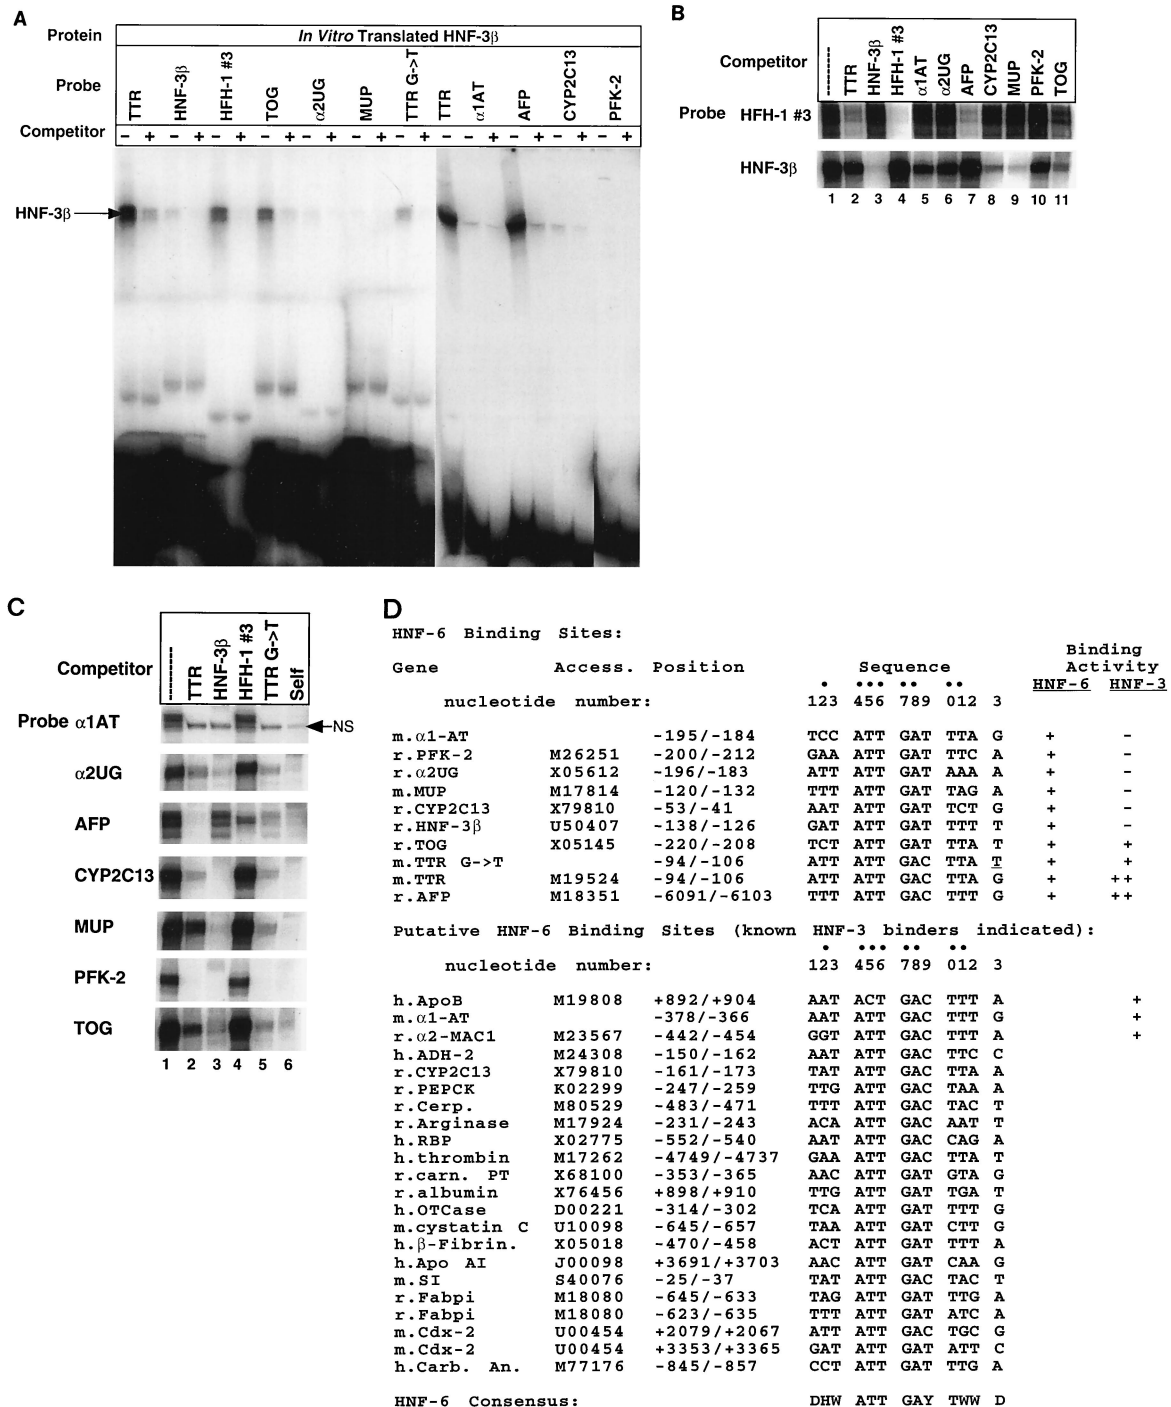 A
Protein
In Vitro Translated HNF-3β
Probe
TTR
HNF-3β
HFH-1 #3
TOG
α2UG
MUP
TTR G->T
TTR
α1AT
AFP
CYP2C13
PFK-2
Competitor
− + − + − + − + − + − + − + − − + − + − + − +
HNF-3β
B
Competitor
--------
TTR
HNF-3β
HFH-1 #3
α1AT
α2UG
AFP
CYP2C13
MUP
PFK-2
TOG
Probe HFH-1 #3
HNF-3β
1 2 3 4 5 6 7 8 9 10 11
C
Competitor
--------
TTR
HNF-3β
HFH-1 #3
TTR G->T
Self
Probe α1AT
NS
α2UG
AFP
CYP2C13
MUP
PFK-2
TOG
1 2 3 4 5 6
D
HNF-6 Binding Sites:
Binding
Gene Access. Position Sequence Activity
• ••• •• •• HNF-6 HNF-3
nucleotide number: 123 456 789 012 3
m.α1-AT -195/-184 TCC ATT GAT TTA G + −
r.PFK-2 M26251 -200/-212 GAA ATT GAT TTC A + −
r.α2UG X05612 -196/-183 ATT ATT GAT AAA A + −
m.MUP M17814 -120/-132 TTT ATT GAT TAG A + −
r.CYP2C13 X79810 -53/-41 AAT ATT GAT TCT G + −
r.HNF-3β U50407 -138/-126 GAT ATT GAT TTT T + −
r.TOG X05145 -220/-208 TCT ATT GAT TTA T + +
m.TTR G->T -94/-106 ATT ATT GAC TTA T + +
m.TTR M19524 -94/-106 ATT ATT GAC TTA G + ++
r.AFP M18351 -6091/-6103 TTT ATT GAC TTT G + ++
Putative HNF-6 Binding Sites (known HNF-3 binders indicated):
• ••• •• ••
nucleotide number: 123 456 789 012 3
h.ApoB M19808 +892/+904 AAT ACT GAC TTT A +
m.α1-AT -378/-366 AAT ATT GAC TTT G +
r.α2-MAC1 M23567 -442/-454 GGT ATT GAC TTT A +
h.ADH-2 M24308 -150/-162 AAT ATT GAC TTC C
r.CYP2C13 X79810 -161/-173 TAT ATT GAC TTA A
r.PEPCK K02299 -247/-259 TTG ATT GAC TAA A
r.Cerp. M80529 -483/-471 TTT ATT GAC TAC T
r.Arginase M17924 -231/-243 ACA ATT GAC AAT T
h.RBP X02775 -552/-540 AAT ATT GAC CAG A
h.thrombin M17262 -4749/-4737 GAA ATT GAC TTA T
r.carn. PT X68100 -353/-365 AAC ATT GAT GTA G
r.albumin X76456 +898/+910 TTG ATT GAT TGA T
h.OTCase D00221 -314/-302 TCA ATT GAT TTT G
m.cystatin C U10098 -645/-657 TAA ATT GAT CTT G
h.β-Fibrin. X05018 -470/-458 ACT ATT GAT TTT A
h.Apo AI J00098 +3691/+3703 AAC ATT GAT CAA G
m.SI S40076 -25/-37 TAT ATT GAC TAC T
r.Fabpi M18080 -645/-633 TAG ATT GAT TTG A
r.Fabpi M18080 -623/-635 TTT ATT GAT ATC A
m.Cdx-2 U00454 +2079/+2067 ATT ATT GAC TGC G
m.Cdx-2 U00454 +3353/+3365 GAT ATT GAT ATT C
h.Carb. An. M77176 -845/-857 CCT ATT GAT TTG A
HNF-6 Consensus: DHW ATT GAY TWW D